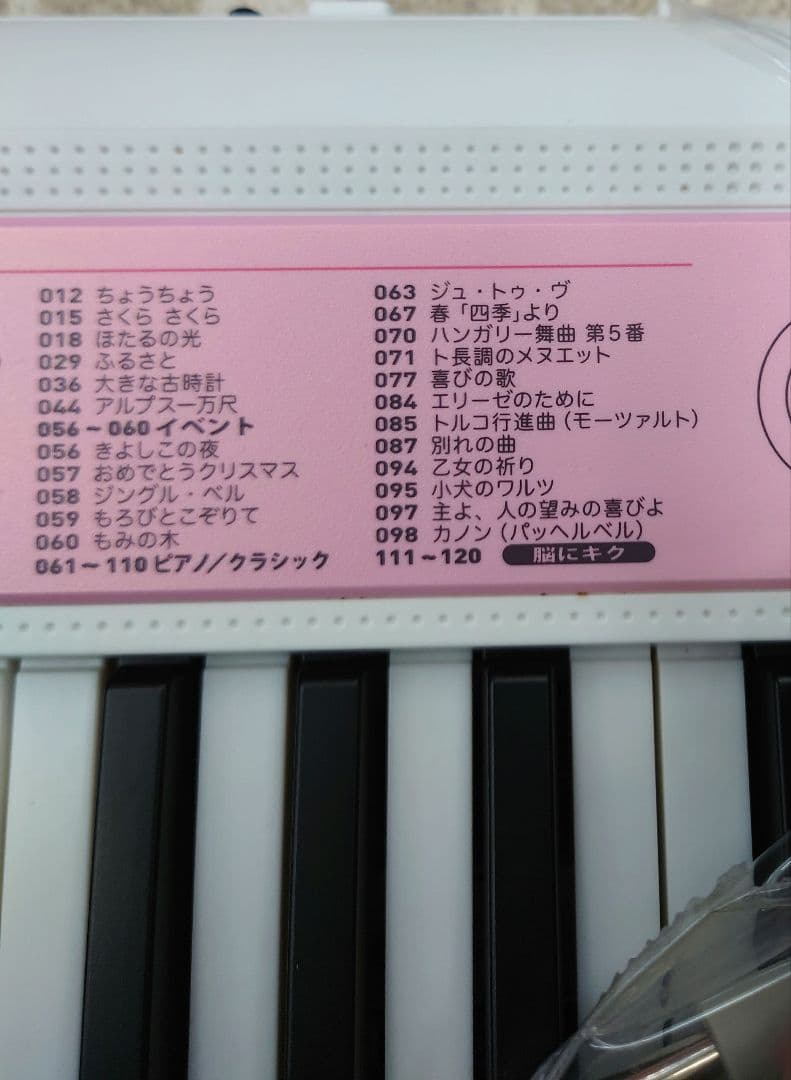 012 ちょうちょう
015 さくら さくら
018 ほたるの光
029 ふるさと
036 大きな古時計
044 アルプス一万尺
056～060 イベント
056 きよしこの夜
057 おめでとうクリスマス
058 ジングル・ベル
059 もろびとこぞりて
060 もみの木
061～110 ピアノ/クラシック
063 ジュ・トゥ・ヴ
067 春「四季」より
070 ハンガリー舞曲 第5番
071 ト長調のメヌエット
077 喜びの歌
084 エリーゼのために
085 トルコ行進曲（モーツァルト）
087 別れの曲
094 乙女の祈り
095 小犬のワルツ
097 主よ、人の望みの喜びよ
098 カノン（パッヘルベル）
111～120 脳にキク